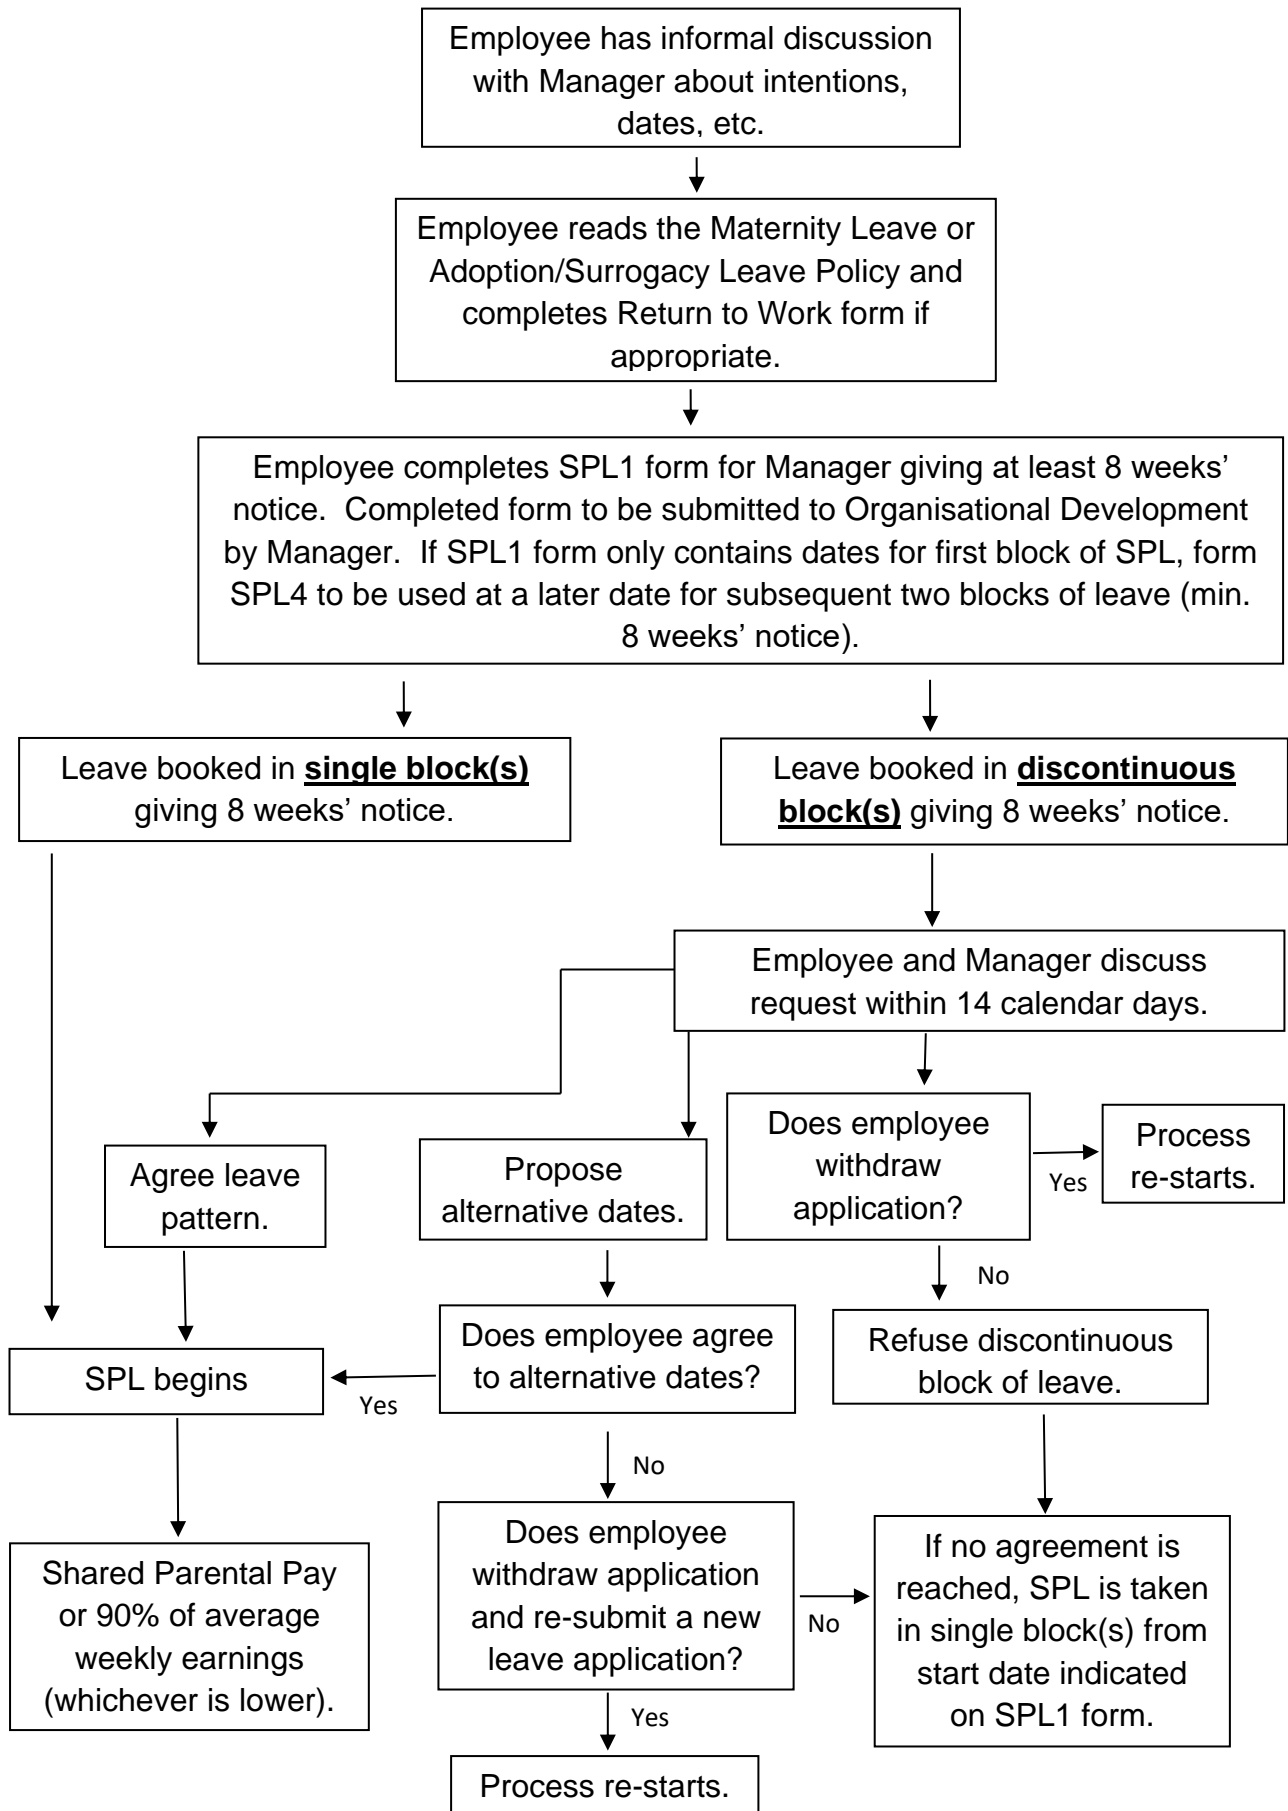 Employee has informal discussion
with Manager about intentions,
dates, etc.
Employee reads the Maternity Leave or
Adoption/Surrogacy Leave Policy and
completes Return to Work form if
appropriate.
Employee completes SPL1 form for Manager giving at least 8 weeks’
notice.  Completed form to be submitted to Organisational Development
by Manager.  If SPL1 form only contains dates for first block of SPL, form
SPL4 to be used at a later date for subsequent two blocks of leave (min.
8 weeks’ notice).
Leave booked in single block(s)
giving 8 weeks’ notice.
Leave booked in discontinuous
block(s) giving 8 weeks’ notice.
Employee and Manager discuss
request within 14 calendar days.
Agree leave
pattern.
Propose
alternative dates.
Does employee
withdraw
application?
Yes
Process
re-starts.
No
SPL begins
Yes
Does employee agree
to alternative dates?
Refuse discontinuous
block of leave.
No
Shared Parental Pay
or 90% of average
weekly earnings
(whichever is lower).
Does employee
withdraw application
and re-submit a new
leave application?
No
If no agreement is
reached, SPL is taken
in single block(s) from
start date indicated
on SPL1 form.
Yes
Process re-starts.